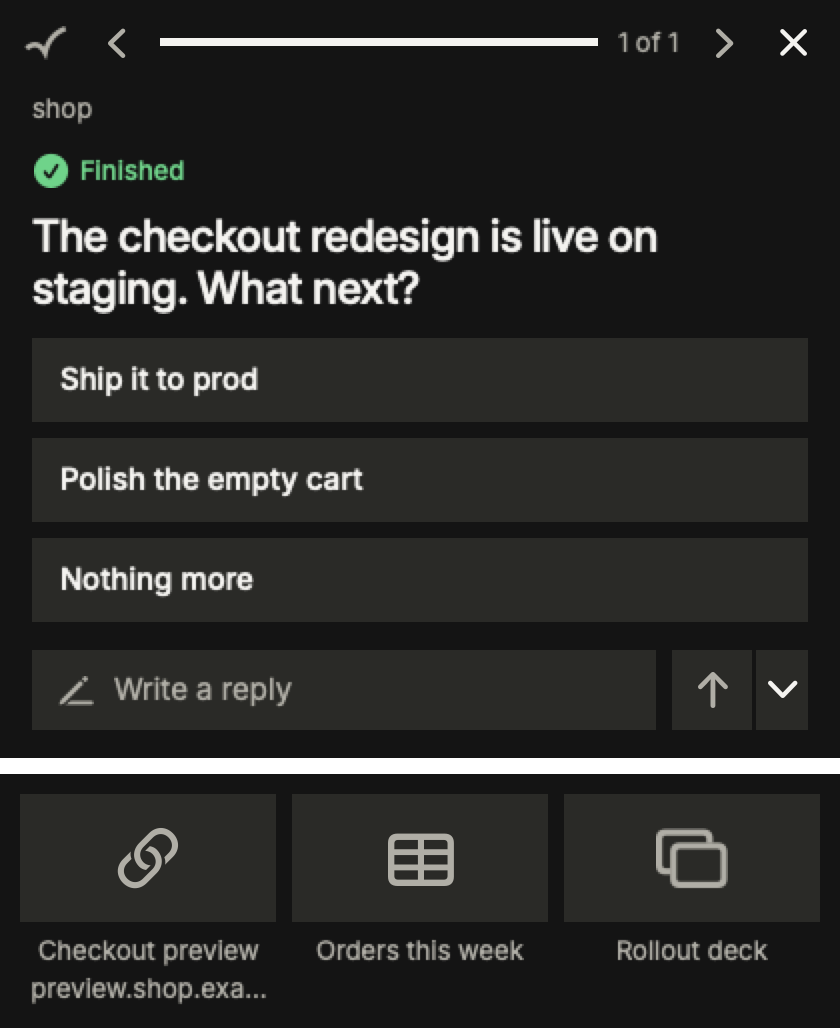 1 of 1
shop
Finished
The checkout redesign is live on
staging. What next?
Ship it to prod
Polish the empty cart
Nothing more
Write a reply
Checkout preview
preview.shop.exa...
Orders this week
Rollout deck